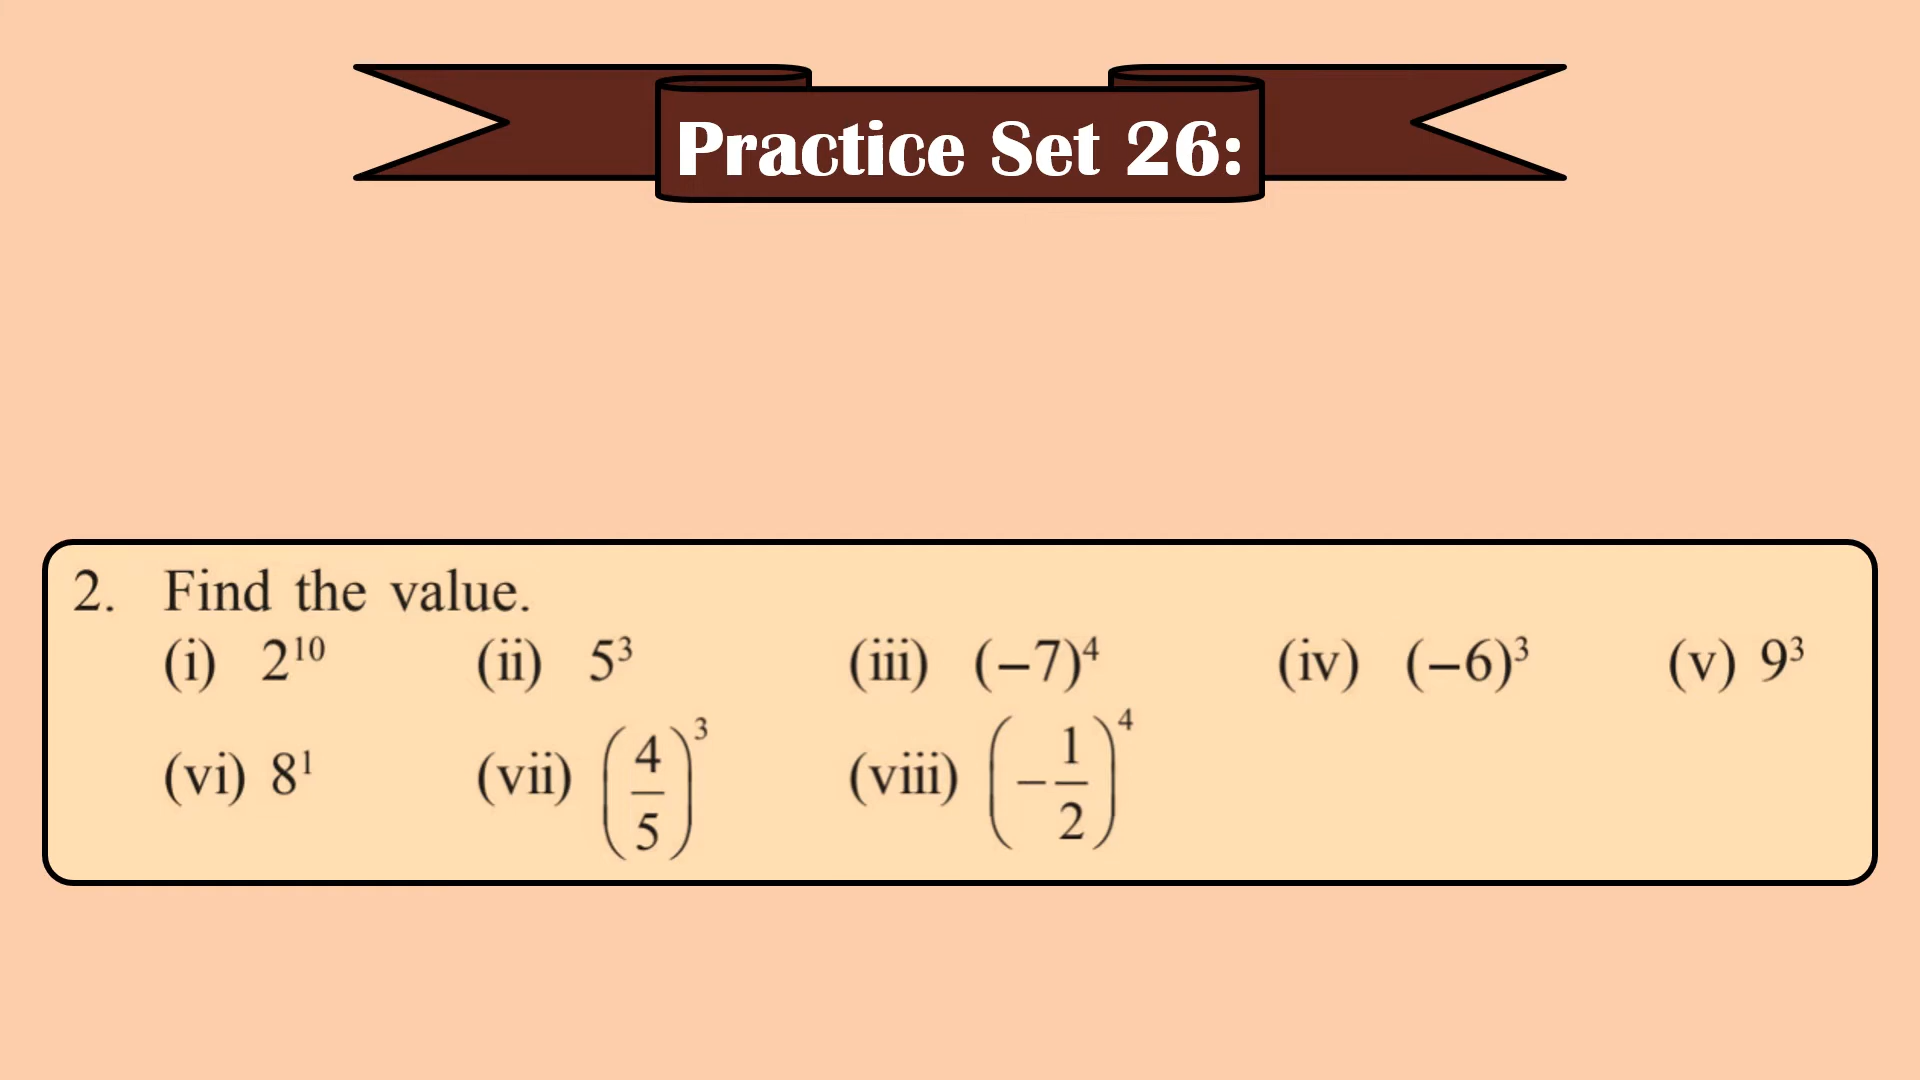 Practice Set 26:
2. Find the value.
(i) 2¹⁰ (ii) 5³ (iii) (−7)⁴ (iv) (−6)³ (v) 9³
(vi) 8¹ (vii) (4/5)³ (viii) (−1/2)⁴